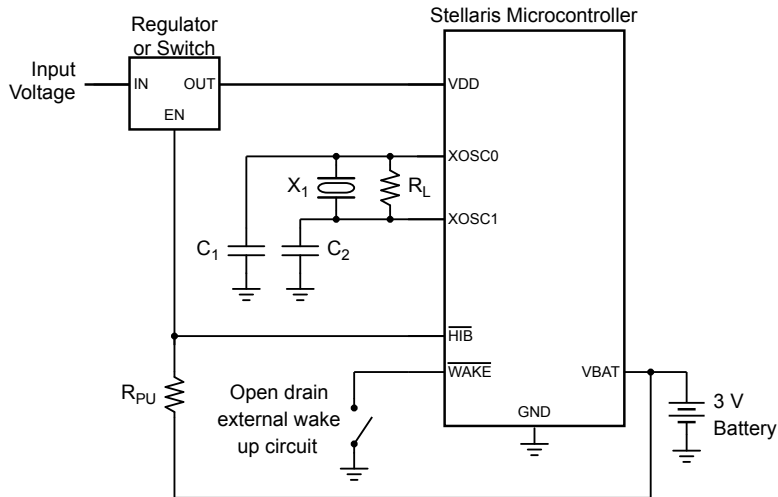 Stellaris Microcontroller
Regulator
or Switch
Input
Voltage
IN
OUT
EN
VDD
XOSC0
X1
RL
XOSC1
C1
C2
HIB
WAKE
VBAT
RPU
Open drain
external wake
up circuit
GND
3 V
Battery